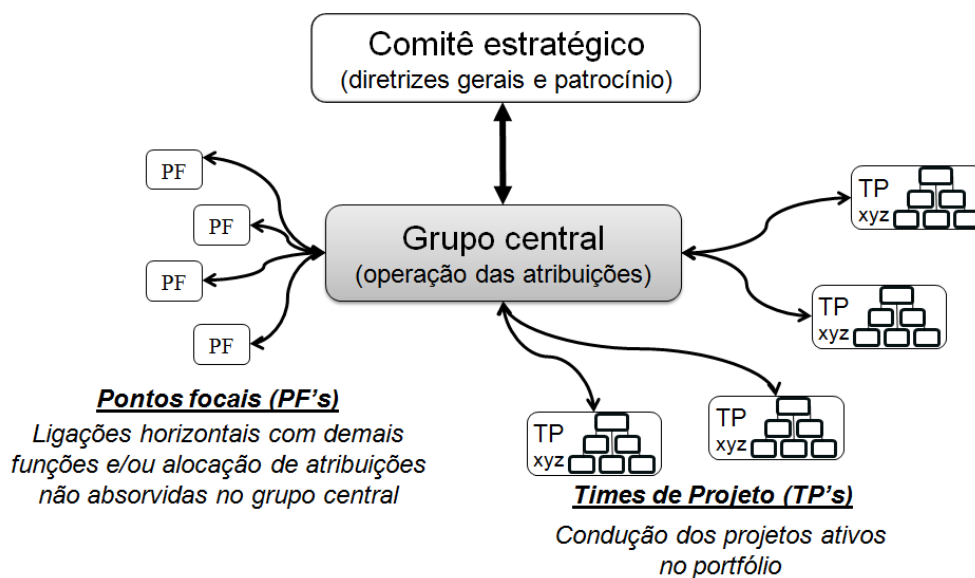 Comitê estratégico
(diretrizes gerais e patrocínio)
PF
PF
PF
PF
Grupo central
(operação das atribuições)
TP
xyz
TP
xyz
TP
xyz
TP
xyz
Pontos focais (PF's)
Ligações horizontais com demais
funções e/ou alocação de atribuições
não absorvidas no grupo central
Times de Projeto (TP's)
Condução dos projetos ativos
no portfólio